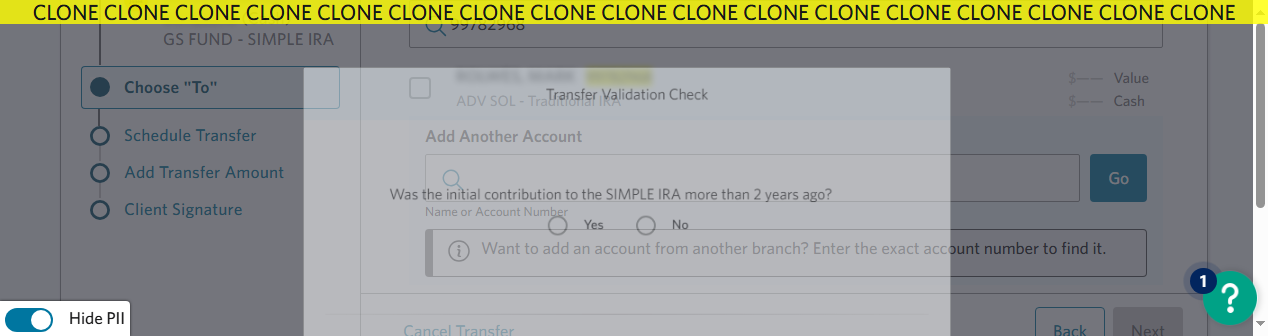 CLONE CLONE CLONE CLONE CLONE CLONE CLONE CLONE CLONE CLONE CLONE CLONE CLONE CLONE CLONE CLONE CLONE
99782968
GS FUND - SIMPLE IRA
Choose "To"
$—— Value
Transfer Validation Check
ADV SOL - Traditional IRA
$—— Cash
Schedule Transfer
Add Another Account
Add Transfer Amount
Go
Was the initial contribution to the SIMPLE IRA more than 2 years ago?
Client Signature
Name or Account Number
Yes No
Want to add an account from another branch? Enter the exact account number to find it.
1
?
Hide PII
Cancel Transfer
Back
Next